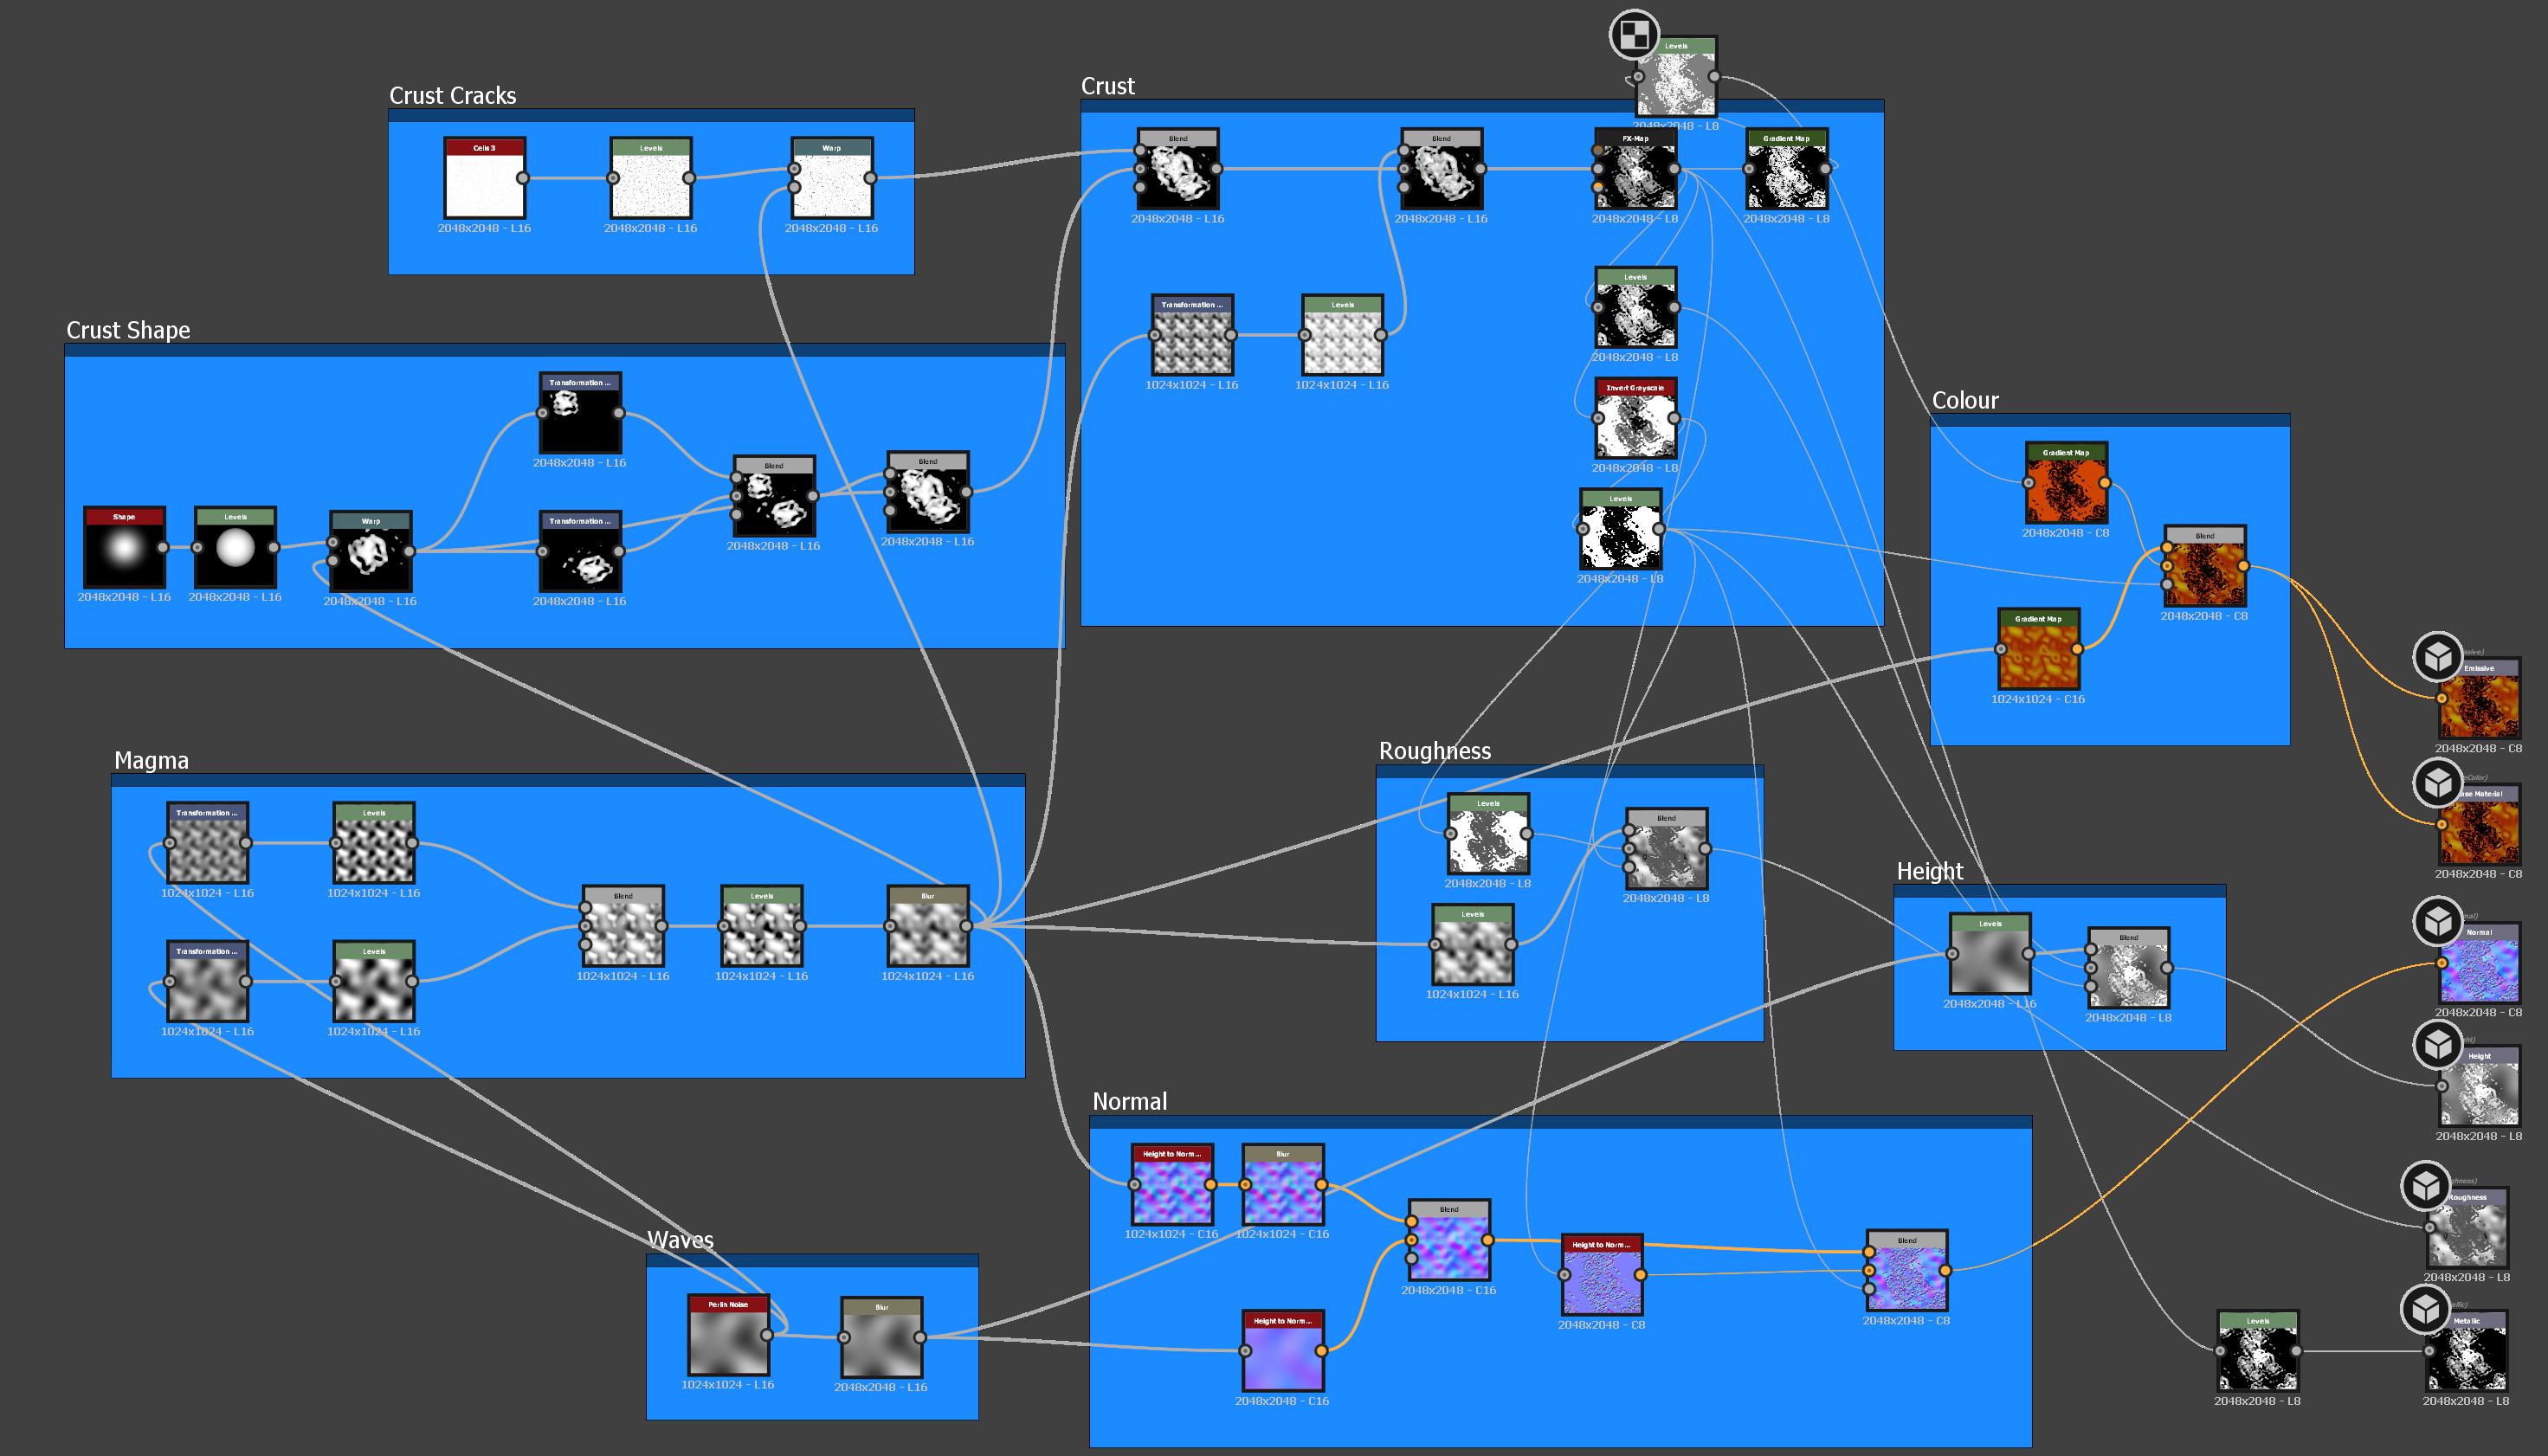 Levels
2048x2048 - L8
Crust Cracks
Cells 3
2048x2048 - L16
Levels
2048x2048 - L16
Warp
2048x2048 - L16
Crust
Blend
2048x2048 - L16
Blend
2048x2048 - L16
FX-Map
2048x2048 - L8
Gradient Map
2048x2048 - L8
Transformation ...
1024x1024 - L16
Levels
1024x1024 - L16
Levels
2048x2048 - L8
Invert Grayscale
2048x2048 - L8
Levels
2048x2048 - L8
Crust Shape
Shape
2048x2048 - L16
Levels
2048x2048 - L16
Warp
2048x2048 - L16
Transformation ...
2048x2048 - L16
Transformation ...
2048x2048 - L16
Blend
2048x2048 - L16
Blend
2048x2048 - L16
Colour
Gradient Map
2048x2048 - C8
Gradient Map
1024x1024 - C16
Blend
2048x2048 - C8
Magma
Transformation ...
1024x1024 - L16
Levels
1024x1024 - L16
Transformation ...
1024x1024 - L16
Levels
1024x1024 - L16
Blend
1024x1024 - L16
Levels
1024x1024 - L16
Blur
1024x1024 - L16
Roughness
Levels
2048x2048 - L8
Levels
1024x1024 - L16
Blend
2048x2048 - L8
Height
Levels
2048x2048 - L16
Blend
2048x2048 - L8
Waves
Perlin Noise
1024x1024 - L16
Blur
2048x2048 - L16
Normal
Height to Norm...
1024x1024 - C16
Blur
1024x1024 - C16
Height to Norm...
2048x2048 - C16
Blend
2048x2048 - C16
Height to Norm...
2048x2048 - C8
Blend
2048x2048 - C8
ssive)
Emissive
2048x2048 - C8
eColor)
ase Material
2048x2048 - C8
mal)
Normal
2048x2048 - C8
ght)
Height
2048x2048 - L8
ghness)
Roughness
2048x2048 - L8
Levels
2048x2048 - L8
allic)
Metallic
2048x2048 - L8